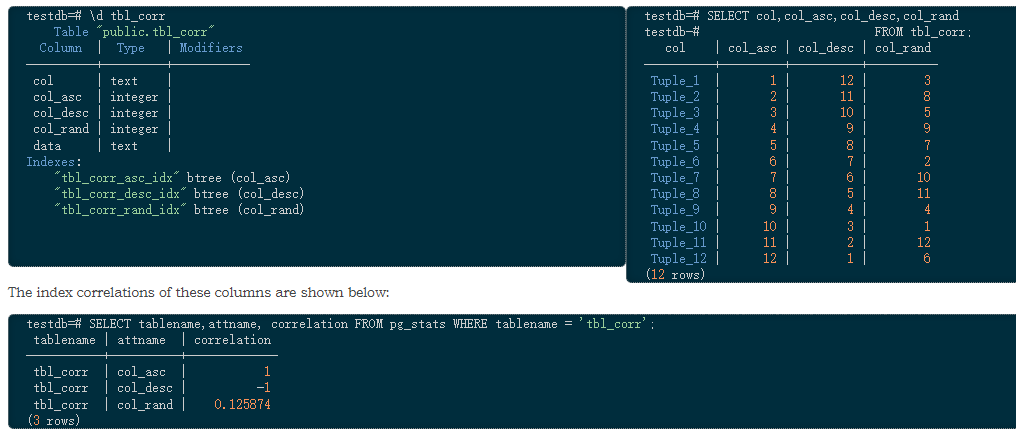 testdb=# \d tbl_corr
Table "public.tbl_corr"
Column | Type | Modifiers
col | text |
col_asc | integer |
col_desc | integer |
col_rand | integer |
data | text |
Indexes:
"tbl_corr_asc_idx" btree (col_asc)
"tbl_corr_desc_idx" btree (col_desc)
"tbl_corr_rand_idx" btree (col_rand)
testdb=# SELECT col,col_asc,col_desc,col_rand
testdb-# FROM tbl_corr;
col | col_asc | col_desc | col_rand
Tuple_1 | 1 | 12 | 3
Tuple_2 | 2 | 11 | 8
Tuple_3 | 3 | 10 | 5
Tuple_4 | 4 | 9 | 9
Tuple_5 | 5 | 8 | 7
Tuple_6 | 6 | 7 | 2
Tuple_7 | 7 | 6 | 10
Tuple_8 | 8 | 5 | 11
Tuple_9 | 9 | 4 | 4
Tuple_10 | 10 | 3 | 1
Tuple_11 | 11 | 2 | 12
Tuple_12 | 12 | 1 | 6
(12 rows)
The index correlations of these columns are shown below:
testdb=# SELECT tablename,attname, correlation FROM pg_stats WHERE tablename = 'tbl_corr';
tablename | attname | correlation
tbl_corr | col_asc | 1
tbl_corr | col_desc | -1
tbl_corr | col_rand | 0.125874
(3 rows)